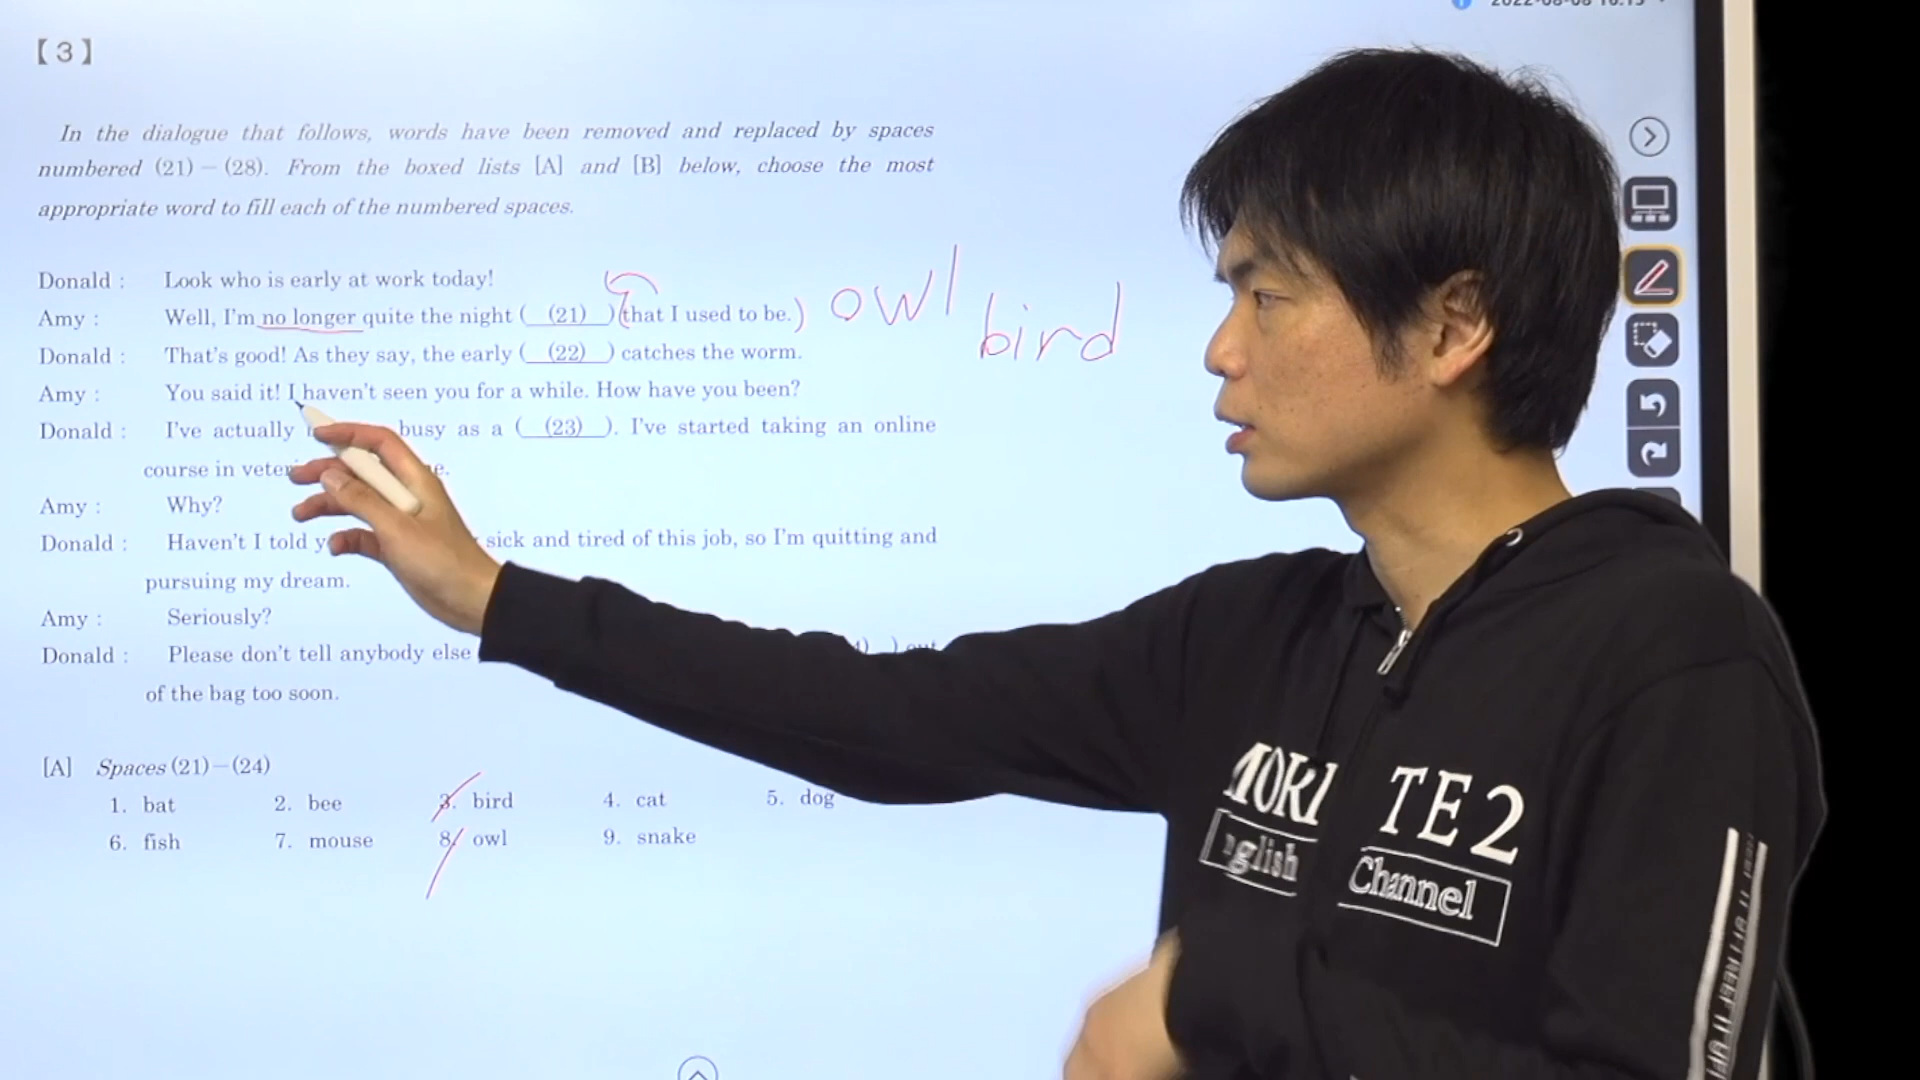 【3】
In the dialogue that follows, words have been removed and replaced by spaces
numbered (21)−(28). From the boxed lists [A] and [B] below, choose the most
appropriate word to fill each of the numbered spaces.
Donald : Look who is early at work today!
Amy : Well, I'm no longer quite the night ( (21) ) (that I used to be.)
owl
Donald : That's good! As they say, the early ( (22) ) catches the worm.
bird
Amy : You said it! I haven't seen you for a while. How have you been?
Donald : I've actually busy as a ( (23) ). I've started taking an online
course in
Amy : Why?
Donald : Haven't I told sick and tired of this job, so I'm quitting and
pursuing my dream.
Amy : Seriously?
Donald : Please don't tell anybody else
of the bag too soon.
[A] Spaces (21)−(24)
1. bat 2. bee 3. bird 4. cat 5. dog
6. fish 7. mouse 8. owl 9. snake
TE2
Channel